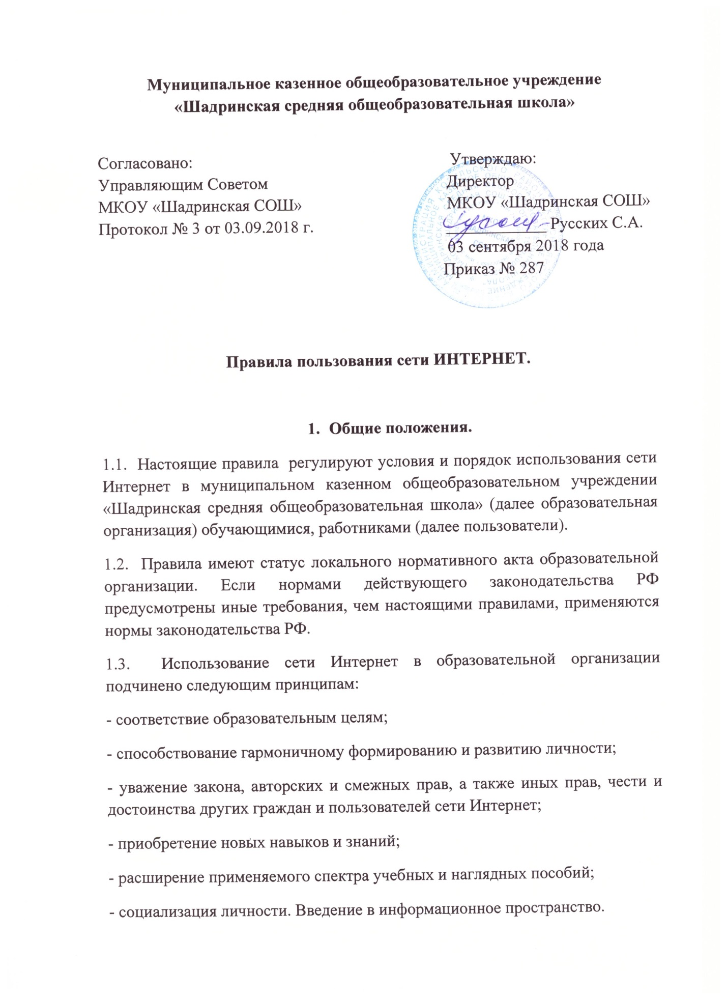 Муниципальное казенное общеобразовательное учреждение
«Шадринская средняя общеобразовательная школа»
Согласовано:
Управляющим Советом
МКОУ «Шадринская СОШ»
Протокол № 3 от 03.09.2018 г.
Утверждаю:
Директор
МКОУ «Шадринская СОШ»
Русских С.А.
03 сентября 2018 года
Приказ № 287
Правила пользования сети ИНТЕРНЕТ.
1. Общие положения.
1.1. Настоящие правила регулируют условия и порядок использования сети
Интернет в муниципальном казенном общеобразовательном учреждении
«Шадринская средняя общеобразовательная школа» (далее образовательная
организация) обучающимися, работниками (далее пользователи).
1.2. Правила имеют статус локального нормативного акта образовательной
организации. Если нормами действующего законодательства РФ
предусмотрены иные требования, чем настоящими правилами, применяются
нормы законодательства РФ.
1.3. Использование сети Интернет в образовательной организации
подчинено следующим принципам:
- соответствие образовательным целям;
- способствование гармоничному формированию и развитию личности;
- уважение закона, авторских и смежных прав, а также иных прав, чести и
достоинства других граждан и пользователей сети Интернет;
- приобретение новых навыков и знаний;
- расширение применяемого спектра учебных и наглядных пособий;
- социализация личности. Введение в информационное пространство.